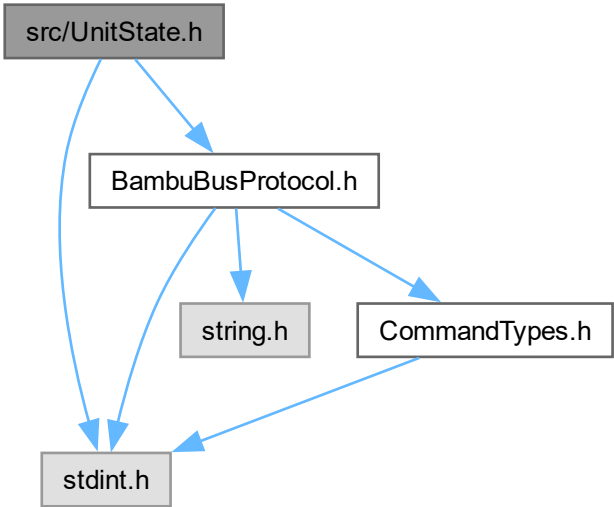 src/UnitState.h
BambuBusProtocol.h
string.h
CommandTypes.h
stdint.h